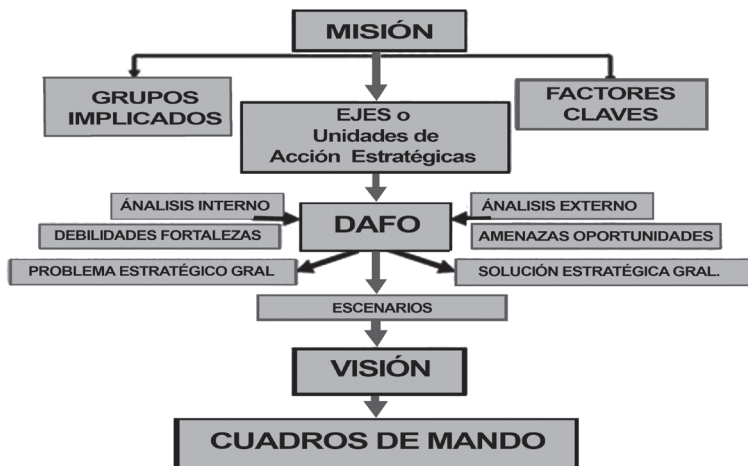 MISIÓN
GRUPOS
IMPLICADOS
FACTORES
CLAVES
EJES o
Unidades de
Acción Estratégicas
ÁNALISIS INTERNO
ÁNALISIS EXTERNO
DAFO
DEBILIDADES FORTALEZAS
AMENAZAS OPORTUNIDADES
PROBLEMA ESTRATÉGICO GRAL
SOLUCIÓN ESTRATÉGICA GRAL.
ESCENARIOS
VISIÓN
CUADROS DE MANDO